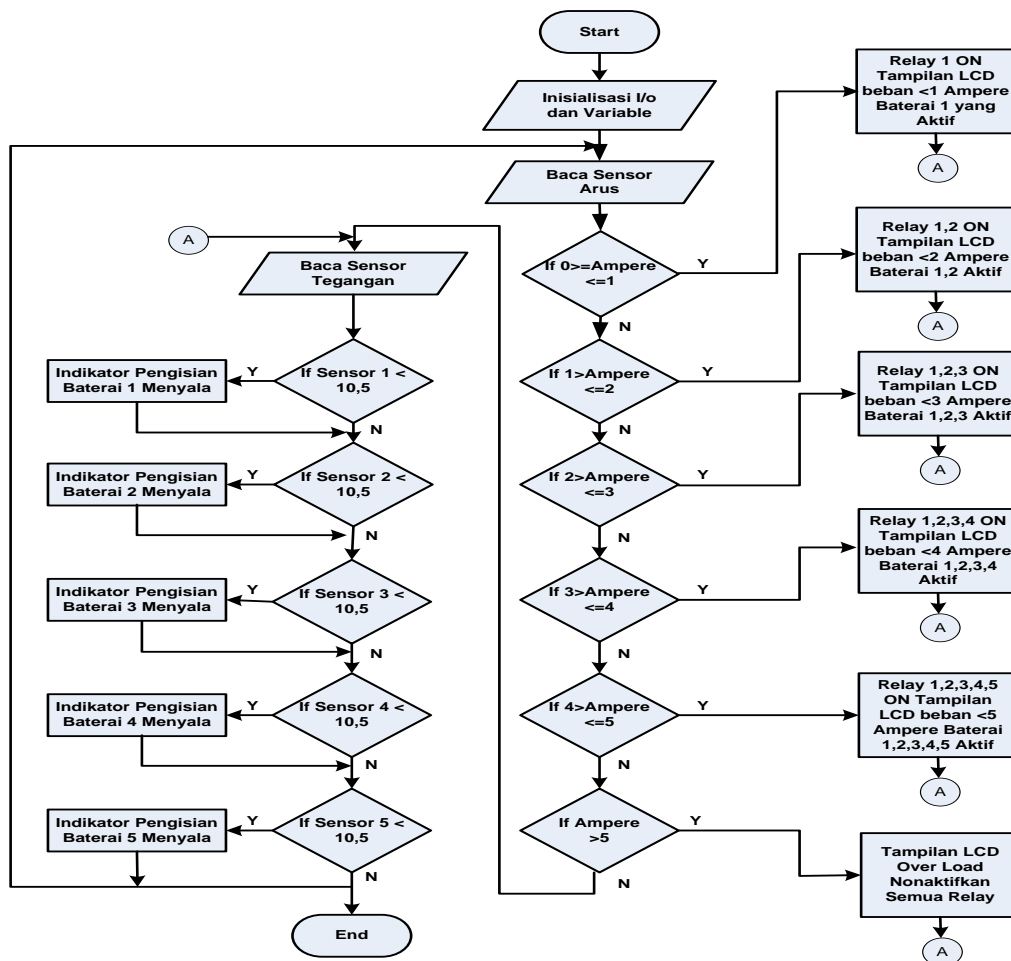 Start
Inisialisasi I/o
dan Variable
Baca Sensor
Arus
If 0>=Ampere
<=1
Y
N
Relay 1 ON
Tampilan LCD
beban <1 Ampere
Baterai 1 yang
Aktif
A
If 1>Ampere
<=2
Y
N
Relay 1,2 ON
Tampilan LCD
beban <2 Ampere
Baterai 1,2 Aktif
A
If 2>Ampere
<=3
Y
N
Relay 1,2,3 ON
Tampilan LCD
beban <3 Ampere
Baterai 1,2,3 Aktif
A
If 3>Ampere
<=4
Y
N
Relay 1,2,3,4 ON
Tampilan LCD
beban <4 Ampere
Baterai 1,2,3,4
Aktif
A
If 4>Ampere
<=5
Y
N
Relay 1,2,3,4,5
ON Tampilan
LCD beban <5
Ampere Baterai
1,2,3,4,5 Aktif
A
If Ampere
>5
Y
N
Tampilan LCD
Over Load
Nonaktifkan
Semua Relay
A
A
Baca Sensor
Tegangan
If Sensor 1 <
10,5
Y
N
Indikator Pengisian
Baterai 1 Menyala
If Sensor 2 <
10,5
Y
N
Indikator Pengisian
Baterai 2 Menyala
If Sensor 3 <
10,5
Y
N
Indikator Pengisian
Baterai 3 Menyala
If Sensor 4 <
10,5
Y
N
Indikator Pengisian
Baterai 4 Menyala
If Sensor 5 <
10,5
Y
N
Indikator Pengisian
Baterai 5 Menyala
End